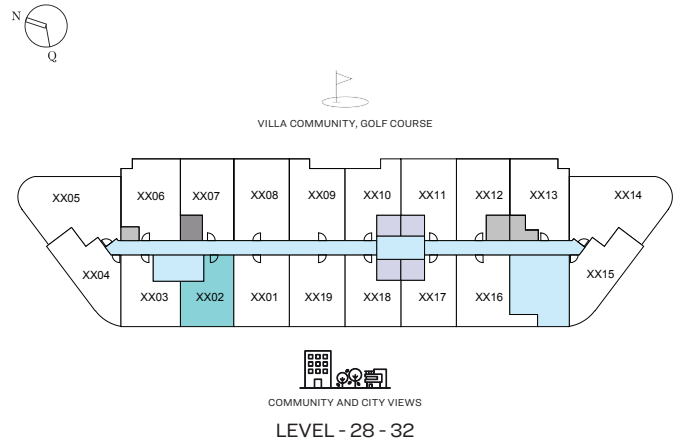 N
Q
VILLA COMMUNITY, GOLF COURSE
XX05
XX06
XX07
XX08
XX09
XX10
XX11
XX12
XX13
XX14
XX04
XX03
XX02
XX01
XX19
XX18
XX17
XX16
XX15
COMMUNITY AND CITY VIEWS
LEVEL - 28 - 32